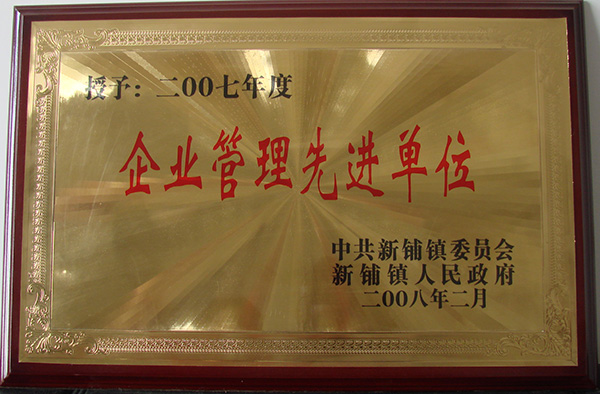 授予：二00七年度
企业管理先进单位
中共新铺镇委员会
新铺镇人民政府
二00八年二月